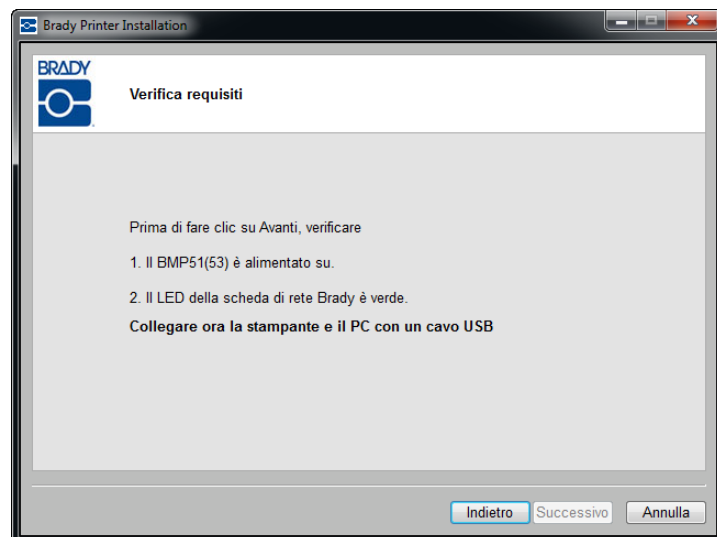 Brady Printer Installation
BRADY
Verifica requisiti
Prima di fare clic su Avanti, verificare
1. Il BMP51(53) è alimentato su.
2. Il LED della scheda di rete Brady è verde.
Collegare ora la stampante e il PC con un cavo USB
Indietro Successivo Annulla